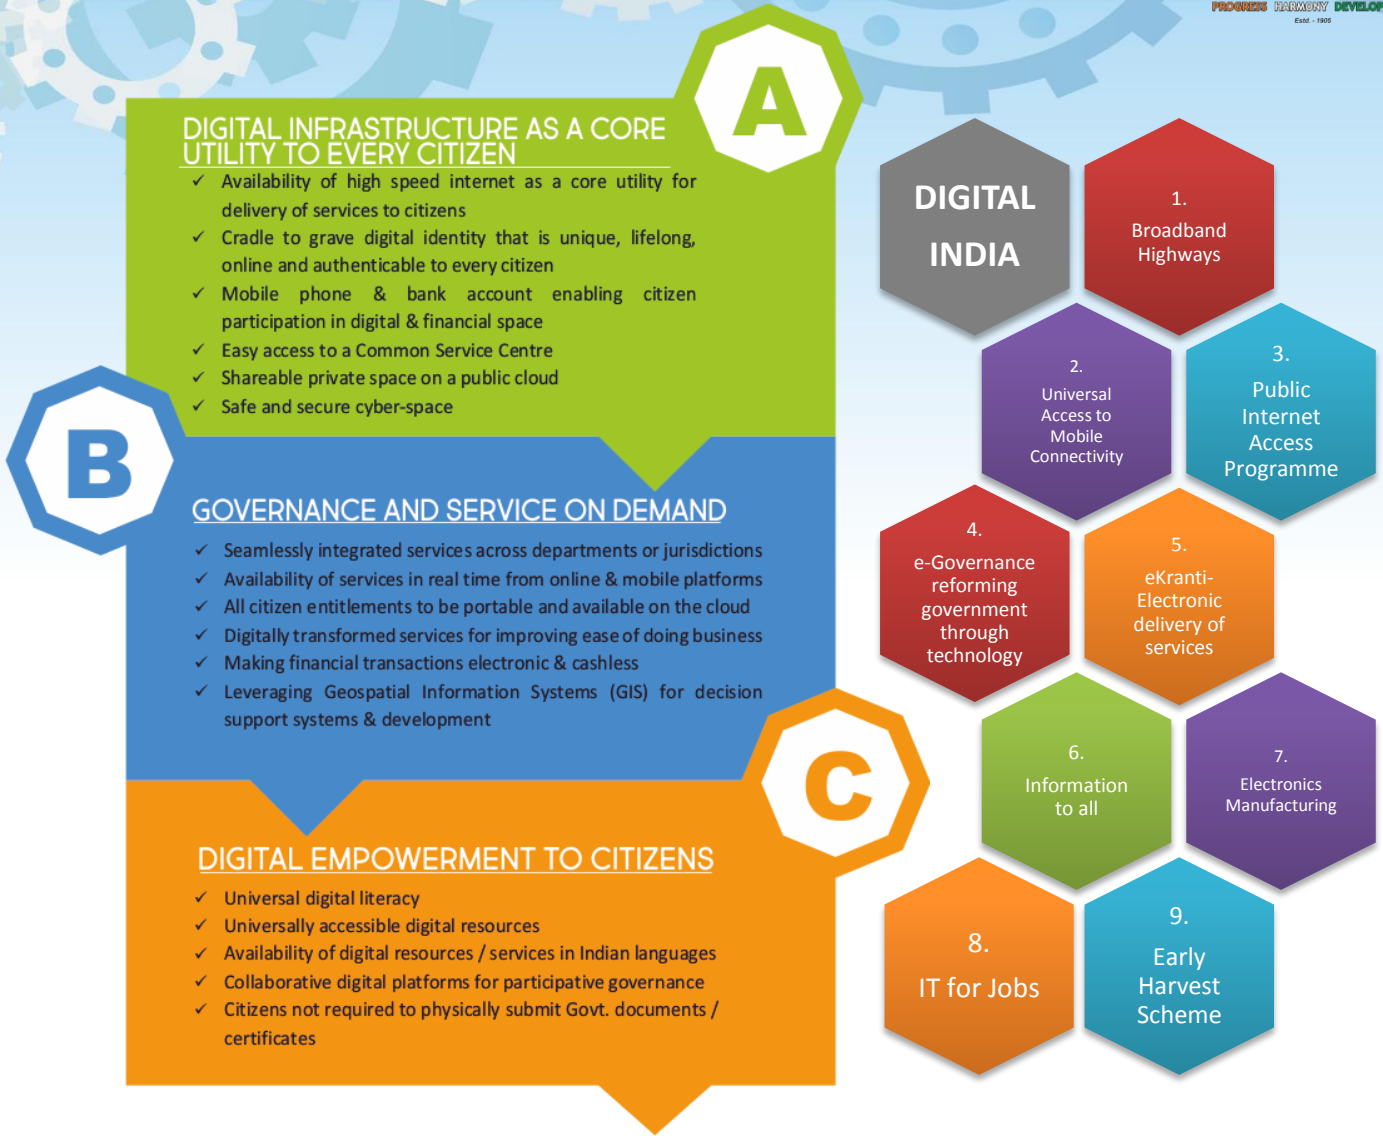 PROGRESS HARMONY DEVELOP
Estd. - 1905
A
DIGITAL INFRASTRUCTURE AS A CORE
UTILITY TO EVERY CITIZEN
✓ Availability of high speed internet as a core utility for
delivery of services to citizens
✓ Cradle to grave digital identity that is unique, lifelong,
online and authenticable to every citizen
✓ Mobile phone & bank account enabling citizen
participation in digital & financial space
✓ Easy access to a Common Service Centre
✓ Shareable private space on a public cloud
✓ Safe and secure cyber-space
B
GOVERNANCE AND SERVICE ON DEMAND
✓ Seamlessly integrated services across departments or jurisdictions
✓ Availability of services in real time from online & mobile platforms
✓ All citizen entitlements to be portable and available on the cloud
✓ Digitally transformed services for improving ease of doing business
✓ Making financial transactions electronic & cashless
✓ Leveraging Geospatial Information Systems (GIS) for decision
support systems & development
C
DIGITAL EMPOWERMENT TO CITIZENS
✓ Universal digital literacy
✓ Universally accessible digital resources
✓ Availability of digital resources / services in Indian languages
✓ Collaborative digital platforms for participative governance
✓ Citizens not required to physically submit Govt. documents /
certificates
DIGITAL
INDIA
1.
Broadband
Highways
2.
Universal
Access to
Mobile
Connectivity
3.
Public
Internet
Access
Programme
4.
e-Governance
reforming
government
through
technology
5.
eKranti-
Electronic
delivery of
services
6.
Information
to all
7.
Electronics
Manufacturing
8.
IT for Jobs
9.
Early
Harvest
Scheme